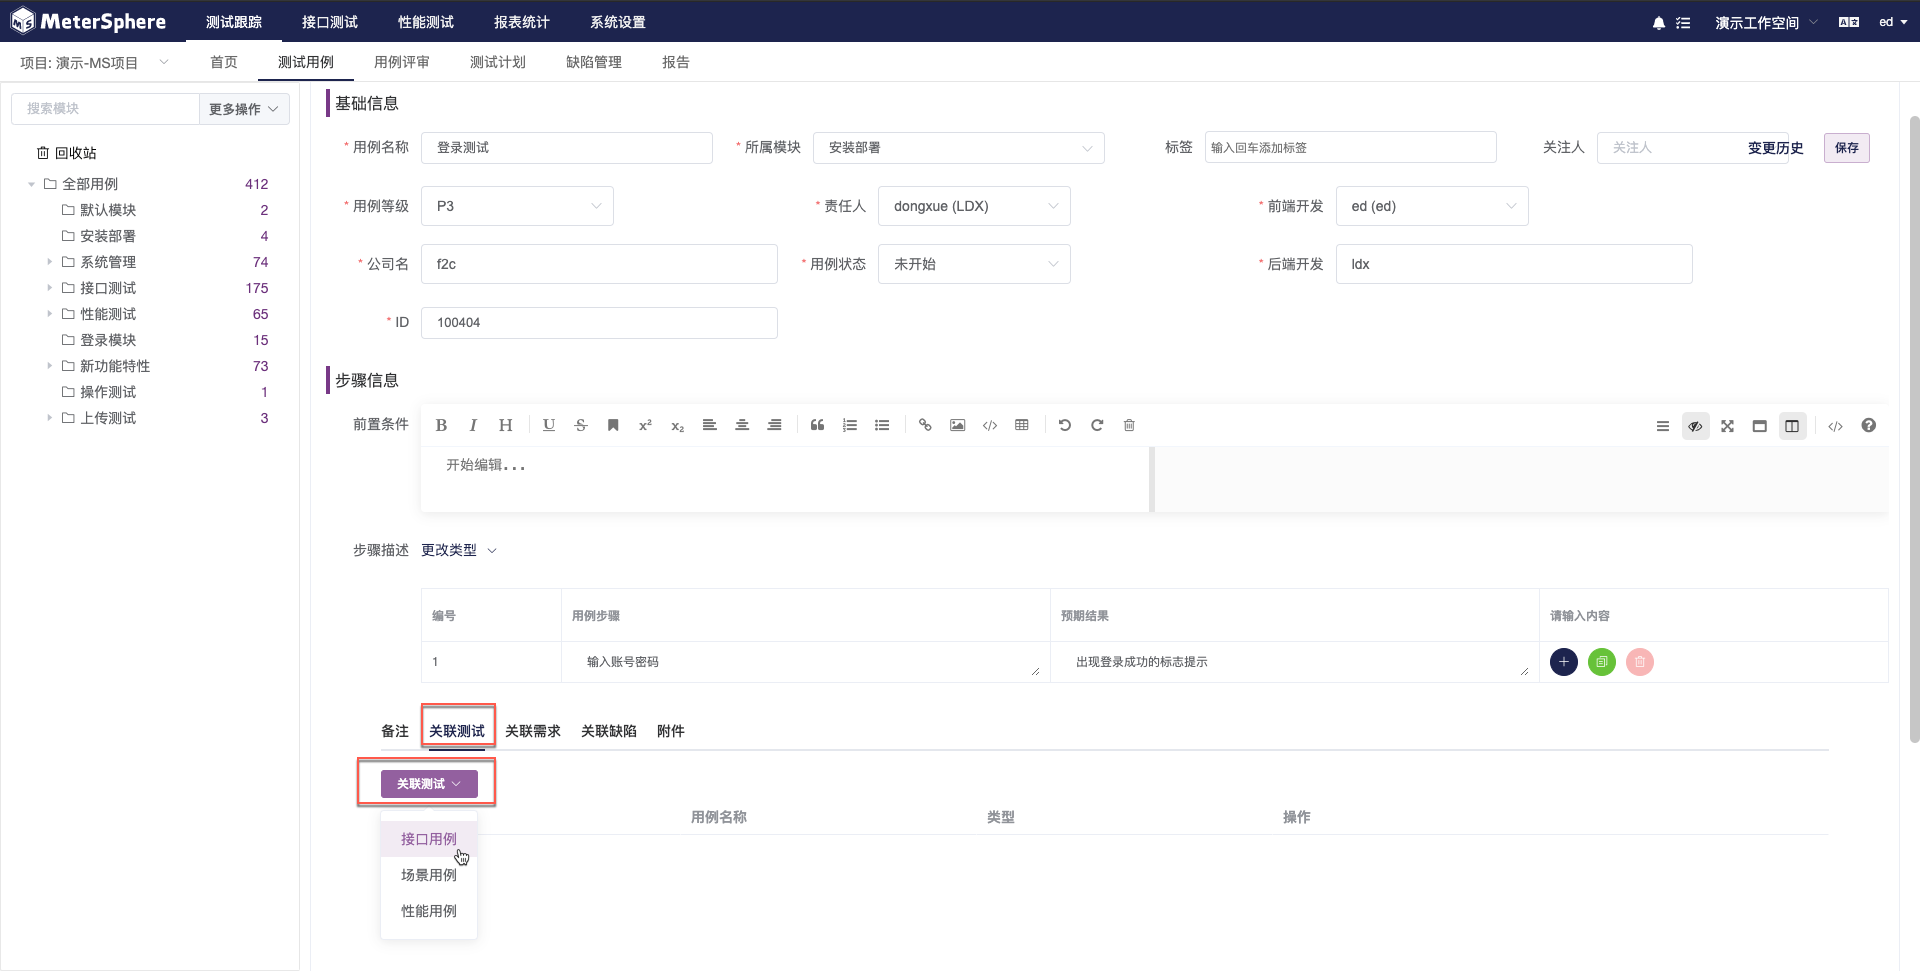 MeterSphere 测试跟踪 接口测试 性能测试 报表统计 系统设置 演示工作空间 ed
项目: 演示-MS项目 首页 测试用例 用例评审 测试计划 缺陷管理 报告
搜索模块 更多操作
回收站
全部用例 412
默认模块 2
安装部署 4
系统管理 74
接口测试 175
性能测试 65
登录模块 15
新功能特性 73
操作测试 1
上传测试 3
基础信息
* 用例名称 登录测试 * 所属模块 安装部署 标签 输入回车添加标签 关注人 关注人 变更历史 保存
* 用例等级 P3 * 责任人 dongxue (LDX) * 前端开发 ed (ed)
* 公司名 f2c * 用例状态 未开始 * 后端开发 ldx
* ID 100404
步骤信息
前置条件
开始编辑...
步骤描述 更改类型
编号 用例步骤 预期结果 请输入内容
1 输入账号密码 出现登录成功的标志提示
备注 关联测试 关联需求 关联缺陷 附件
关联测试
用例名称 类型 操作
接口用例
场景用例
性能用例